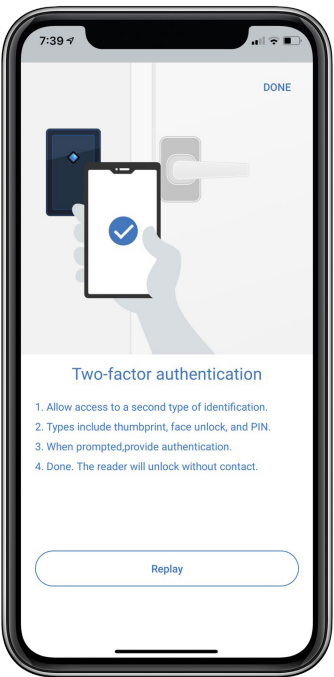 7:39
DONE
Two-factor authentication
1. Allow access to a second type of identification.
2. Types include thumbprint, face unlock, and PIN.
3. When prompted,provide authentication.
4. Done. The reader will unlock without contact.
Replay